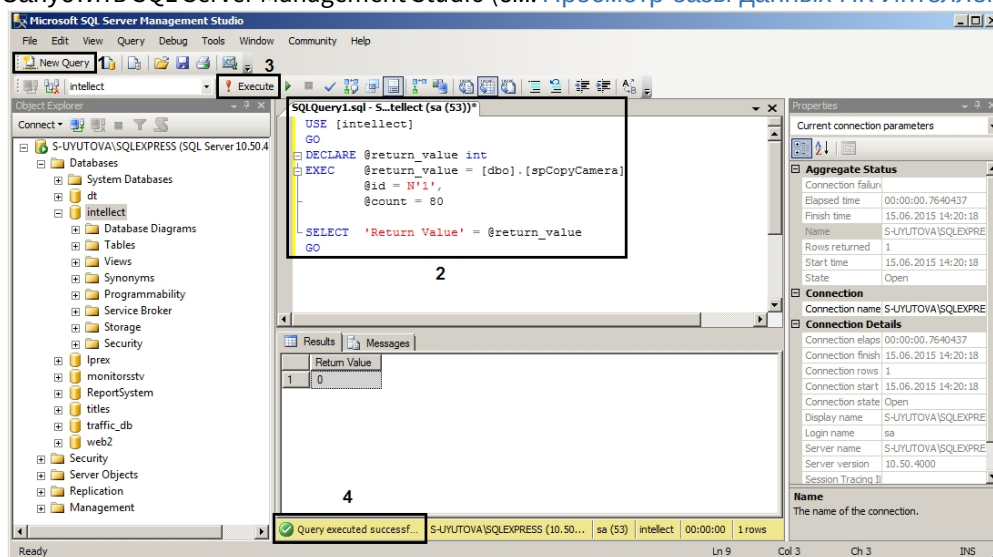 Запустить SQL Server Management Studio (см. Просмотр базы данных ПК Интеллек
Microsoft SQL Server Management Studio
File Edit View Query Debug Tools Window Community Help
New Query 1
3
intellect Execute
Object Explorer
Connect
S-UYUTOVA\SQLEXPRESS (SQL Server 10.50.4
Databases
System Databases
dt
intellect
Database Diagrams
Tables
Views
Synonyms
Programmability
Service Broker
Storage
Security
lprex
monitorsstv
ReportSystem
titles
traffic_db
web2
Security
Server Objects
Replication
Management
SQLQuery1.sql - S...tellect (sa (53))*
USE [intellect]
GO
DECLARE @return_value int
EXEC @return_value = [dbo].[spCopyCamera]
@id = N'1',
@count = 80
SELECT 'Return Value' = @return_value
GO
2
Results Messages
Return Value
1 0
4
Query executed successf... S-UYUTOVA\SQLEXPRESS (10.50... sa (53) intellect 00:00:00 1 rows
Properties
Current connection parameters
Aggregate Status
Connection failur
Elapsed time 00:00:00.7640437
Finish time 15.06.2015 14:20:18
Name S-UYUTOVA\SQLEXPRE
Rows returned 1
Start time 15.06.2015 14:20:18
State Open
Connection
Connection name S-UYUTOVA\SQLEXPRE
Connection Details
Connection elaps 00:00:00.7640437
Connection finish 15.06.2015 14:20:18
Connection rows 1
Connection start 15.06.2015 14:20:18
Connection state Open
Display name S-UYUTOVA\SQLEXPRE
Login name sa
Server name S-UYUTOVA\SQLEXPRE
Server version 10.50.4000
Session Tracing I
Name
The name of the connection.
Ready Ln 9 Col 3 Ch 3 INS